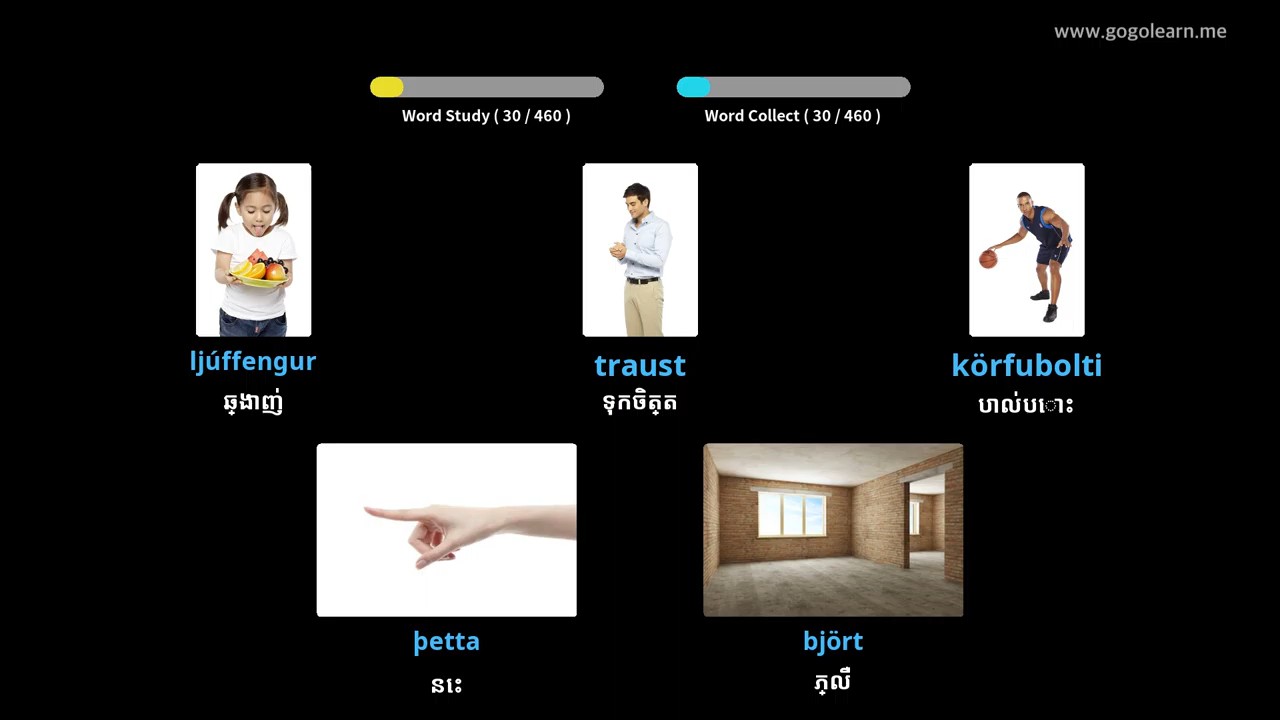 www.gogolearn.me
Word Study ( 30 / 460 )
Word Collect ( 30 / 460 )
ljúffengur
ឆ្ងាញ់
traust
ទុកចិត្ត
körfubolti
បាល់បោះ
þetta
នេះ
björt
ភ្លឺ